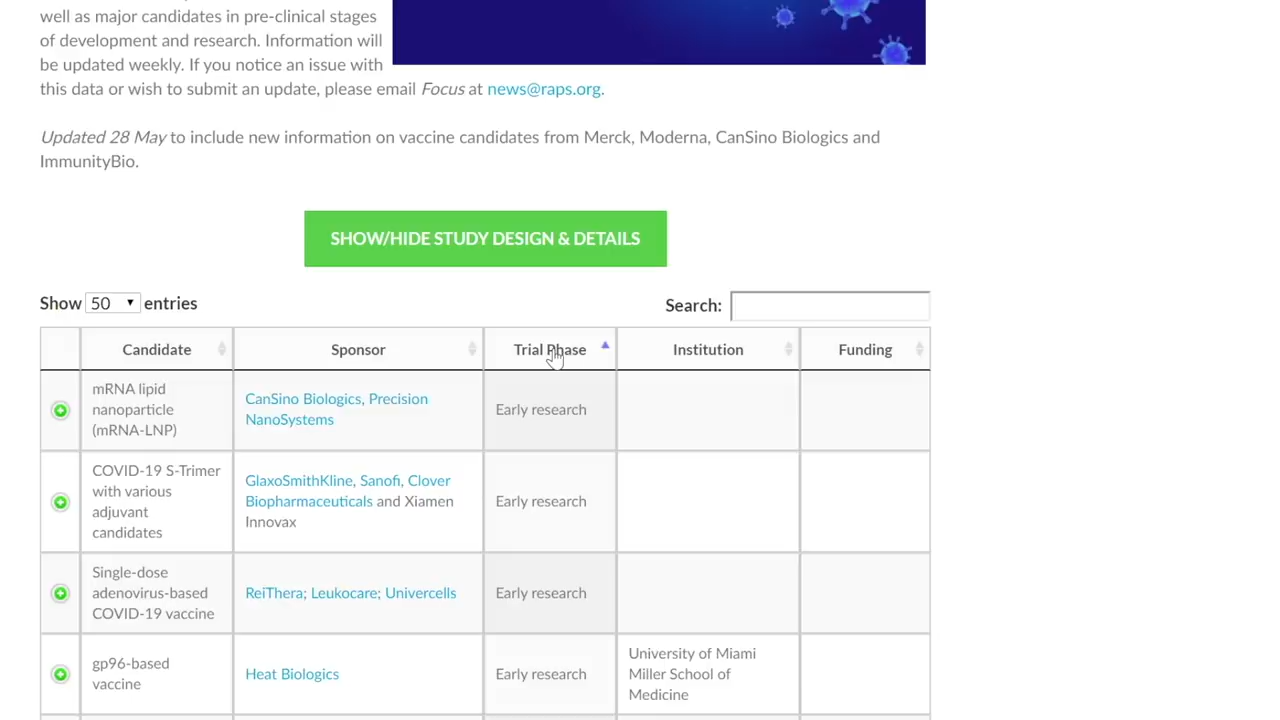 well as major candidates in pre-clinical stages
of development and research. Information will
be updated weekly. If you notice an issue with
this data or wish to submit an update, please email Focus at news@raps.org.
Updated 28 May to include new information on vaccine candidates from Merck, Moderna, CanSino Biologics and
ImmunityBio.
SHOW/HIDE STUDY DESIGN & DETAILS
Show 50 entries
Search:
Candidate Sponsor Trial Phase Institution Funding
mRNA lipid
nanoparticle
(mRNA-LNP)
CanSino Biologics, Precision
NanoSystems
Early research
COVID-19 S-Trimer
with various
adjuvant
candidates
GlaxoSmithKline, Sanofi, Clover
Biopharmaceuticals and Xiamen
Innovax
Early research
Single-dose
adenovirus-based
COVID-19 vaccine
ReiThera; Leukocare; Univercells
Early research
gp96-based
vaccine
Heat Biologics
Early research
University of Miami
Miller School of
Medicine